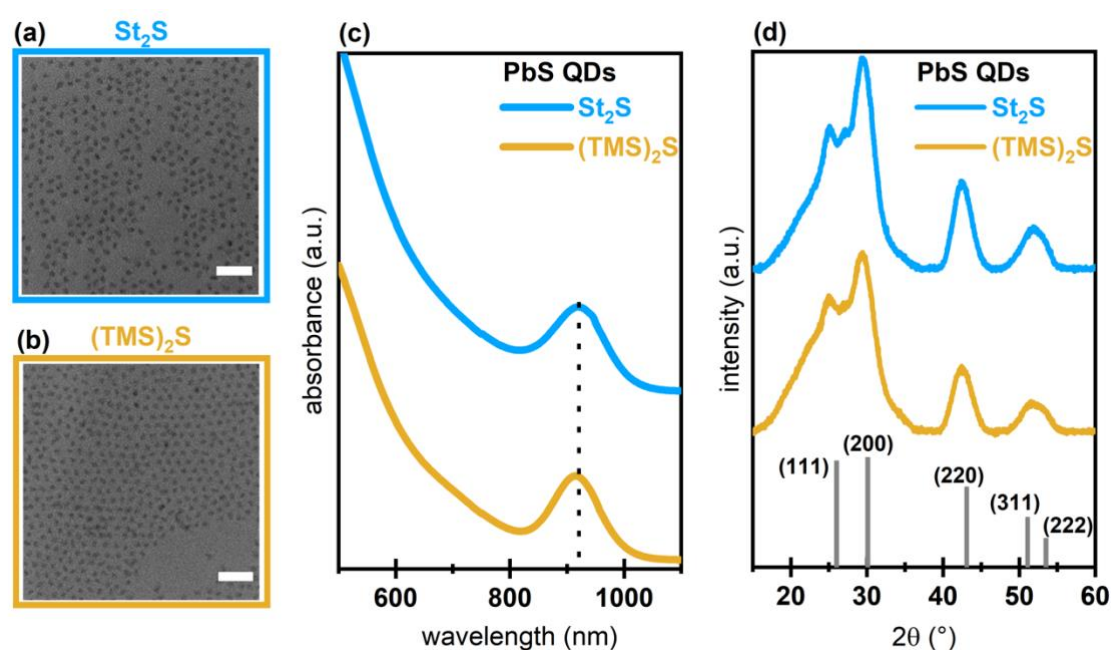 (a)
St₂S
(b)
(TMS)₂S
(c)
PbS QDs
St₂S
(TMS)₂S
absorbance (a.u.)
600 800 1000
wavelength (nm)
(d)
PbS QDs
St₂S
(TMS)₂S
intensity (a.u.)
(111)
(200)
(220)
(311)
(222)
20 30 40 50 60
2θ (°)